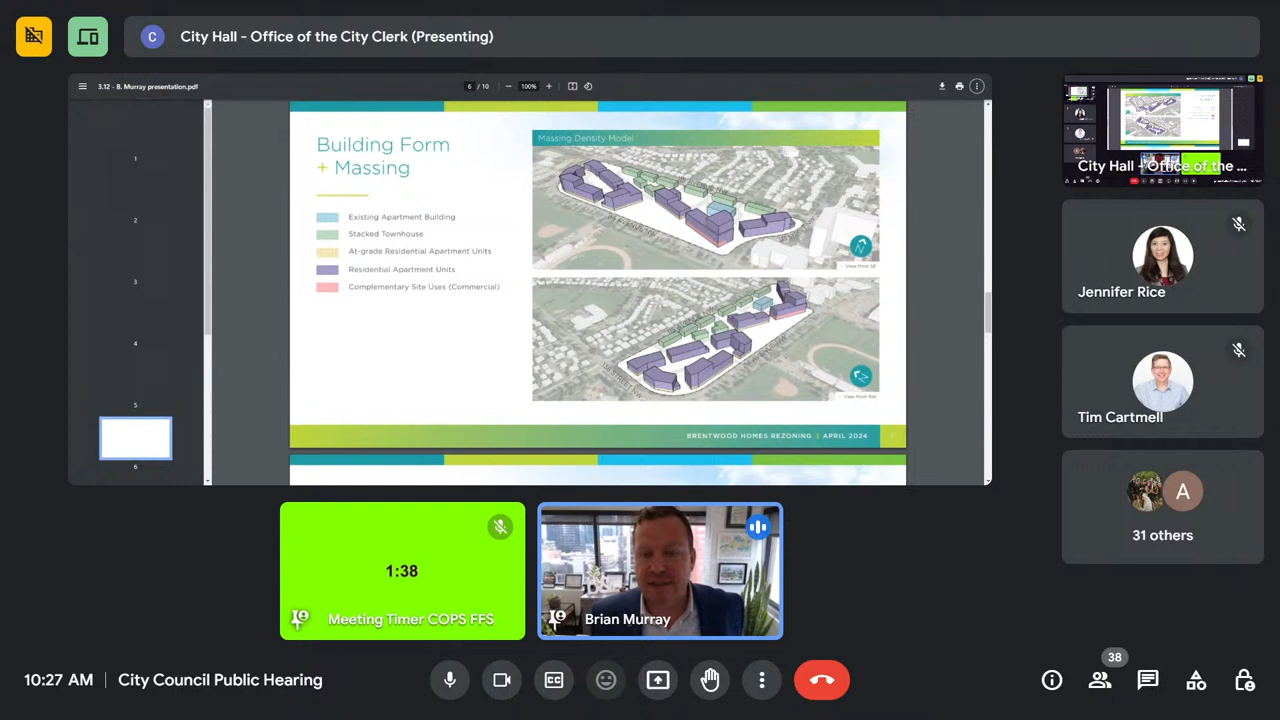 C
City Hall - Office of the City Clerk (Presenting)
3.12 - B. Murray presentation.pdf
6 / 10
100%
Building Form
+ Massing
Existing Apartment Building
Stacked Townhouse
At-grade Residential Apartment Units
Residential Apartment Units
Complementary Site Uses (Commercial)
Massing Density Model
View from SE
BRENTWOOD HOMES REZONING | APRIL 2024
1
2
3
4
5
6
City Hall - Office of the ...
Jennifer Rice
Tim Cartmell
A
31 others
1:38
Meeting Timer COPS FFS
Brian Murray
10:27 AM
City Council Public Hearing
CC
38